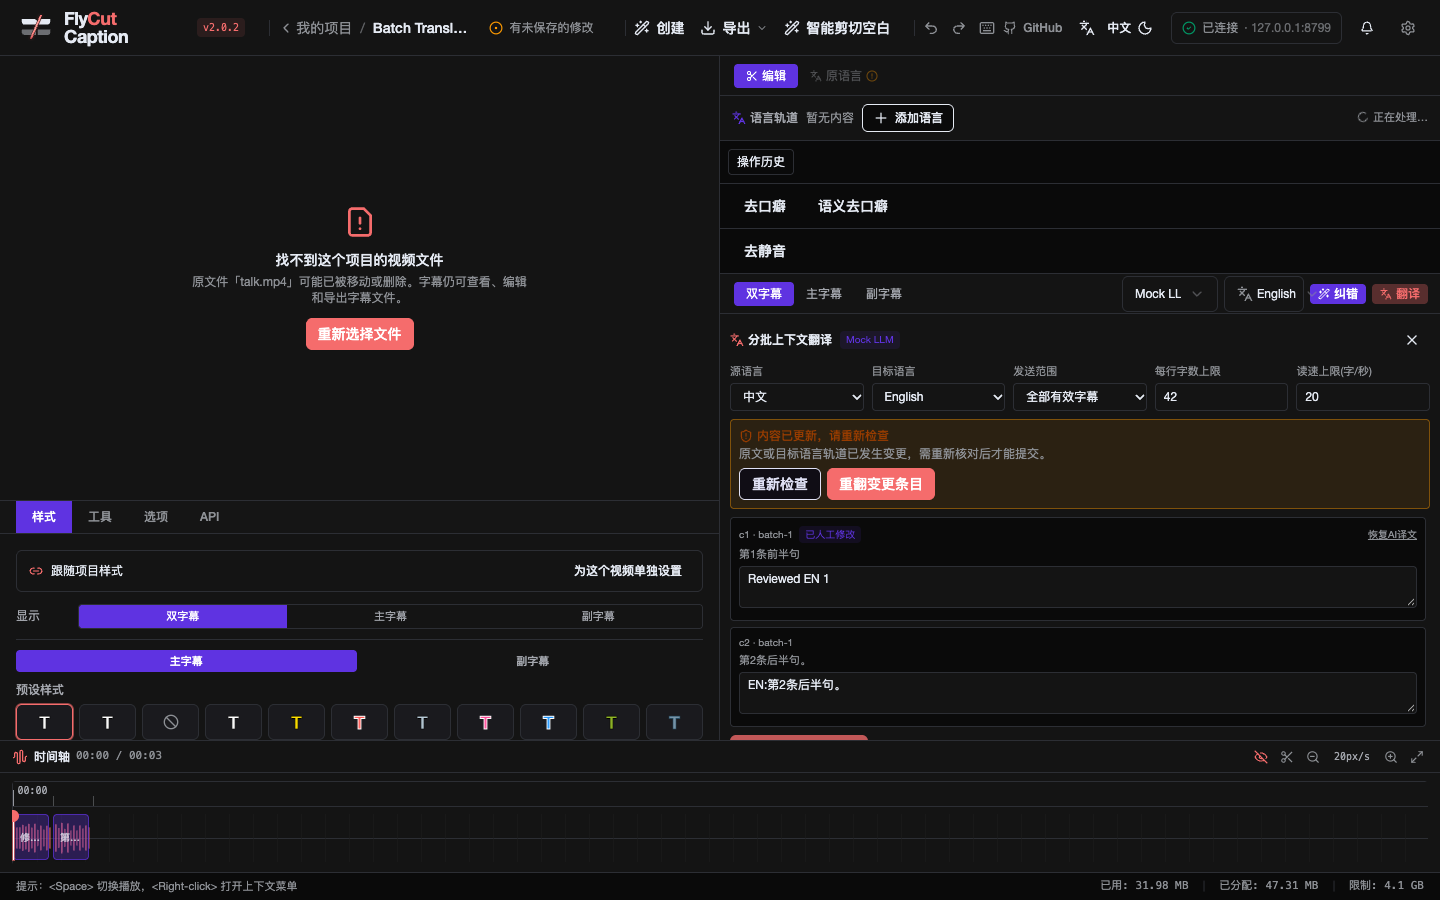 FlyCut Caption
v2.0.2
我的项目 / Batch Transl...
有未保存的修改
创建
导出
智能剪切空白
GitHub
中文
已连接 · 127.0.0.1:8799
找不到这个项目的视频文件
原文件「talk.mp4」可能已被移动或删除。字幕仍可查看、编辑
和导出字幕文件。
重新选择文件
样式 工具 选项 API
跟随项目样式 为这个视频单独设置
显示 双字幕 主字幕 副字幕
主字幕 副字幕
预设样式
T T T T T T T T T T
编辑 原语言
语言轨道 暂无内容 添加语言 正在处理...
操作历史
去口癖 语义去口癖
去静音
双字幕 主字幕 副字幕 Mock LL English 纠错 翻译
分批上下文翻译 Mock LLM
源语言 目标语言 发送范围 每行字数上限 读速上限(字/秒)
中文 English 全部有效字幕 42 20
内容已更新，请重新检查
原文或目标语言轨道已发生变更，需重新核对后才能提交。
重新检查 重翻变更条目
c1 · batch-1 已人工修改 恢复AI译文
第1条前半句
Reviewed EN 1
c2 · batch-1
第2条后半句。
EN:第2条后半句。
时间轴 00:00 / 00:03 20px/s
00:00
修... 第...
提示：<Space> 切换播放，<Right-click> 打开上下文菜单
已用: 31.98 MB 已分配: 47.31 MB 限制: 4.1 GB